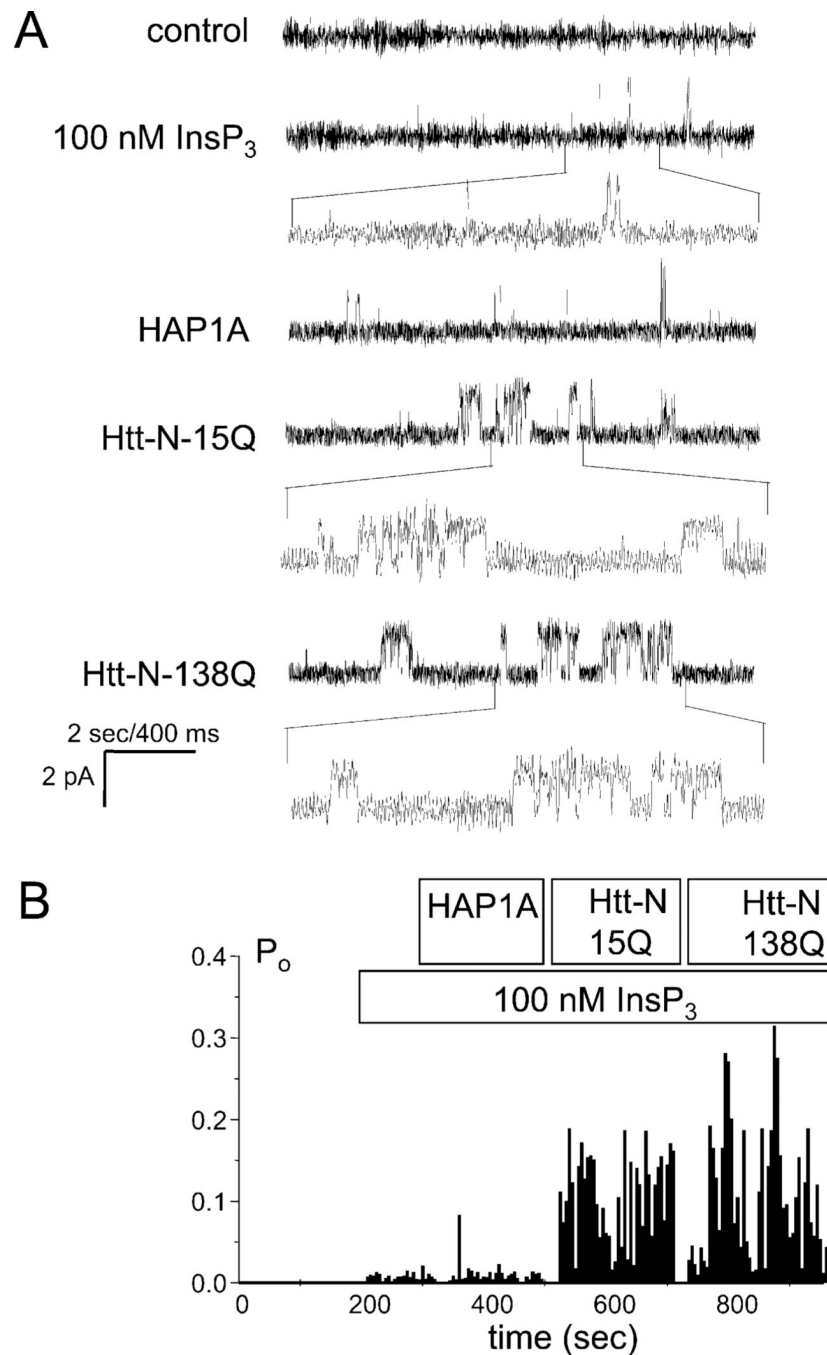 A
control
100 nM InsP₃
HAP1A
Htt-N-15Q
Htt-N-138Q
2 sec/400 ms
2 pA
B
HAP1A
Htt-N
15Q
Htt-N
138Q
100 nM InsP₃
Pₒ
0.4
0.3
0.2
0.1
0.0
0 200 400 600 800
time (sec)